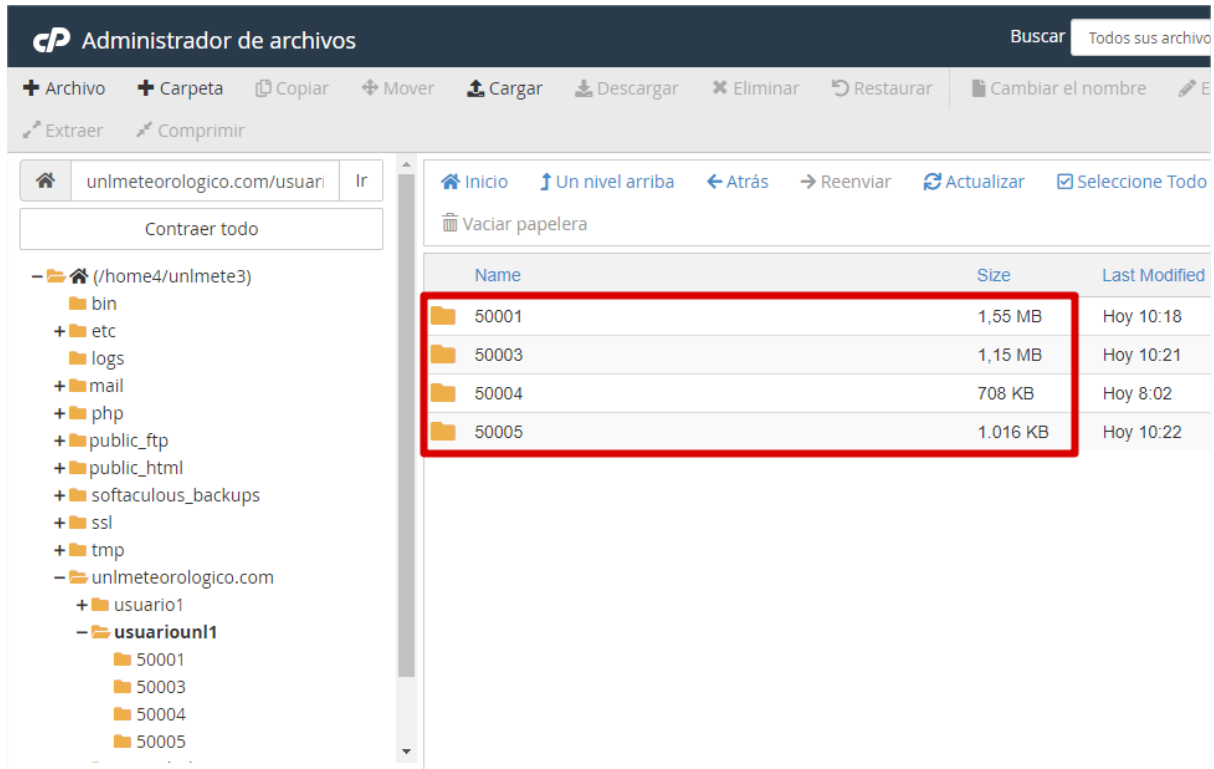 cP Administrador de archivos
Buscar Todos sus archivo
Archivo Carpeta Copiar Mover Cargar Descargar Eliminar Restaurar Cambiar el nombre E
Extraer Comprimir
unlmeteorologico.com/usuari Ir
Contraer todo
(/home4/unlmete3)
bin
etc
logs
mail
php
public_ftp
public_html
softaculous_backups
ssl
tmp
unlmeteorologico.com
usuario1
usuariounl1
50001
50003
50004
50005
Inicio Un nivel arriba Atrás Reenviar Actualizar Seleccione Todo
Vaciar papelera
Name Size Last Modified
50001 1,55 MB Hoy 10:18
50003 1,15 MB Hoy 10:21
50004 708 KB Hoy 8:02
50005 1.016 KB Hoy 10:22